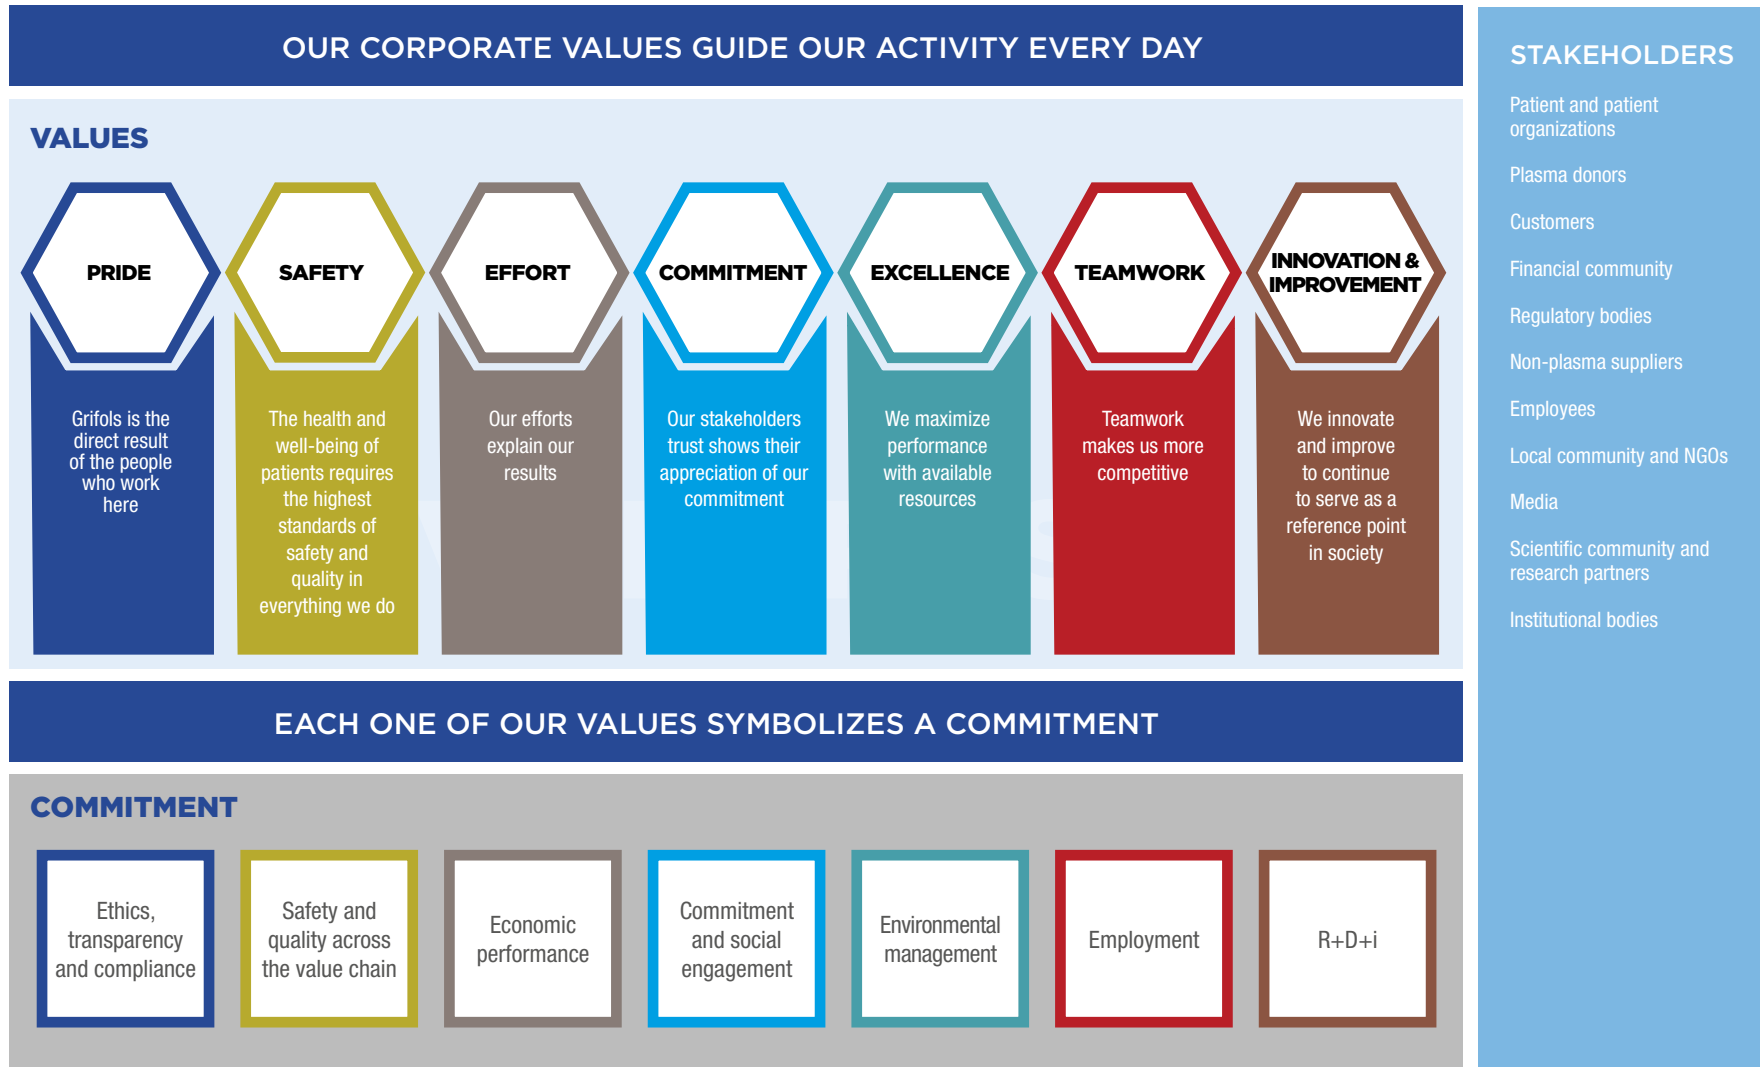 OUR CORPORATE VALUES GUIDE OUR ACTIVITY EVERY DAY
VALUES
PRIDE
Grifols is the
direct result
of the people
who work
here
SAFETY
The health and
well-being of
patients requires
the highest
standards of
safety and
quality in
everything we do
EFFORT
Our efforts
explain our
results
COMMITMENT
Our stakeholders
trust shows their
appreciation of our
commitment
EXCELLENCE
We maximize
performance
with available
resources
TEAMWORK
Teamwork
makes us more
competitive
INNOVATION &
IMPROVEMENT
We innovate
and improve
to continue
to serve as a
reference point
in society
EACH ONE OF OUR VALUES SYMBOLIZES A COMMITMENT
COMMITMENT
Ethics,
transparency
and compliance
Safety and
quality across
the value chain
Economic
performance
Commitment
and social
engagement
Environmental
management
Employment
R+D+i
STAKEHOLDERS
Patient and patient
organizations
Plasma donors
Customers
Financial community
Regulatory bodies
Non-plasma suppliers
Employees
Local community and NGOs
Media
Scientific community and
research partners
Institutional bodies